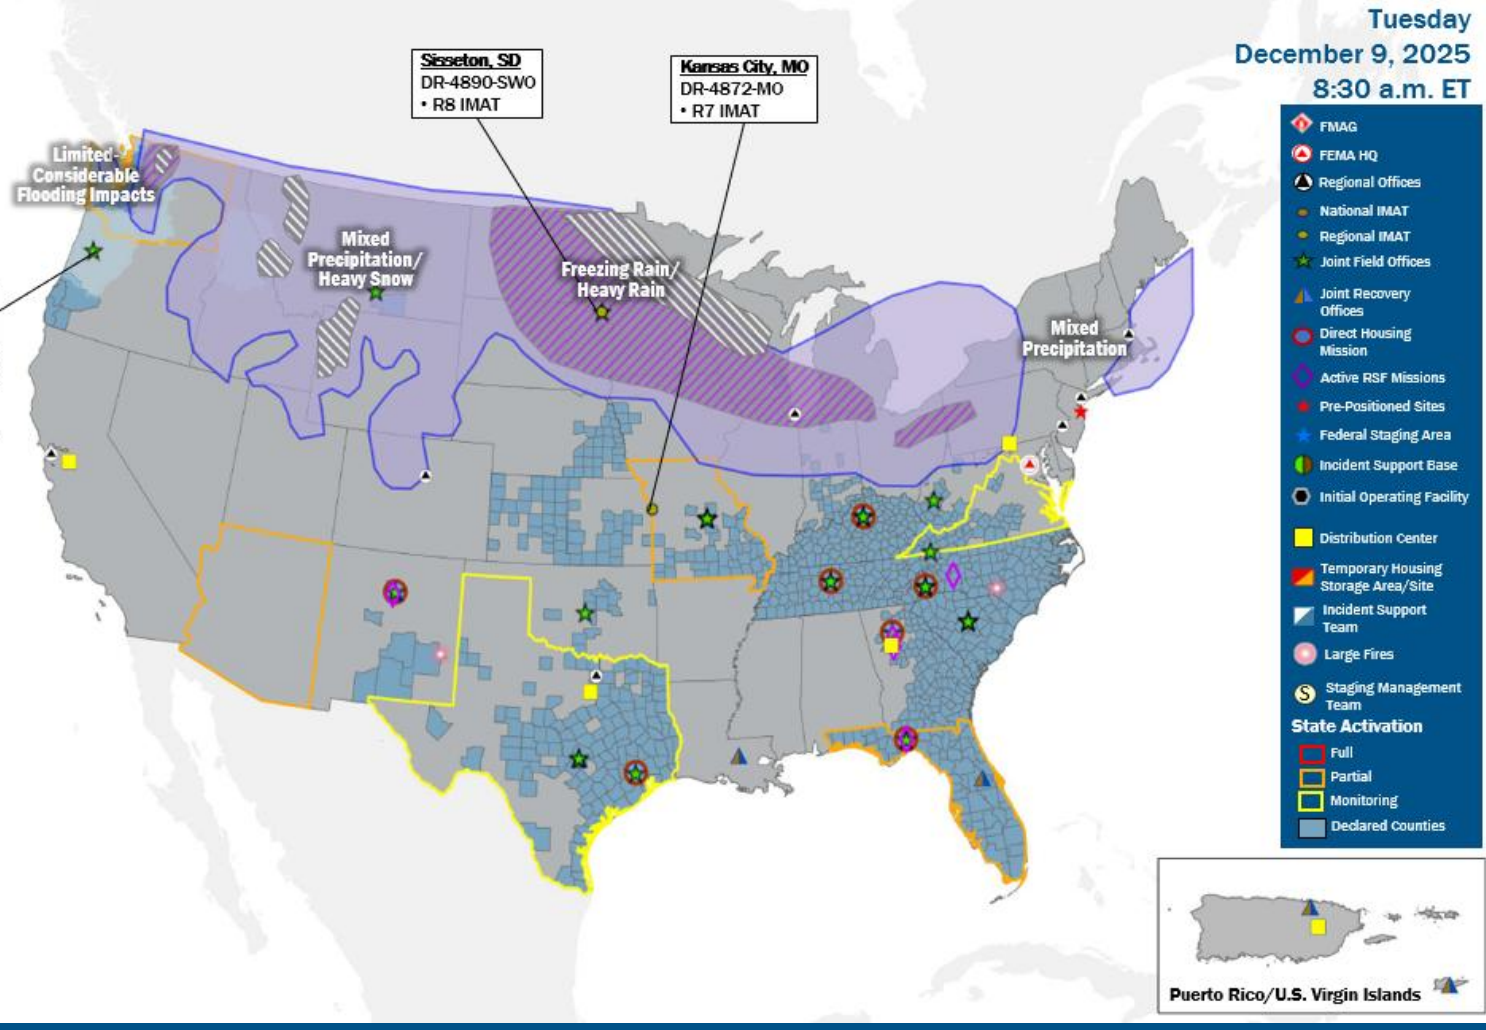 Tuesday
December 9, 2025
8:30 a.m. ET
Sisseton, SD
DR-4890-SWO
• R8 IMAT
Kansas City, MO
DR-4872-MO
• R7 IMAT
Limited-
Considerable
Flooding Impacts
Mixed
Precipitation/
Heavy Snow
Freezing Rain/
Heavy Rain
Mixed
Precipitation
FMAG
FEMA HQ
Regional Offices
National IMAT
Regional IMAT
Joint Field Offices
Joint Recovery
Offices
Direct Housing
Mission
Active RSF Missions
Pre-Positioned Sites
Federal Staging Area
Incident Support Base
Initial Operating Facility
Distribution Center
Temporary Housing
Storage Area/Site
Incident Support
Team
Large Fires
S
Staging Management
Team
State Activation
Full
Partial
Monitoring
Declared Counties
Puerto Rico/U.S. Virgin Islands